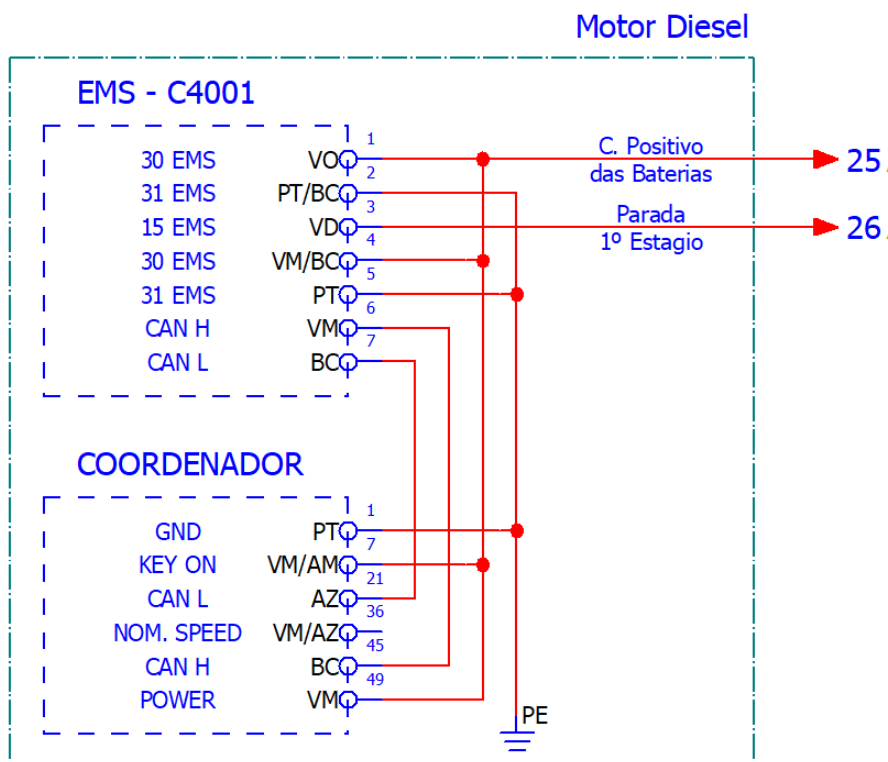 Motor Diesel
EMS - C4001
1
30 EMS VO
C. Positivo
das Baterias
25
2
31 EMS PT/BC
3
15 EMS VD
Parada
1º Estagio
26
4
30 EMS VM/BC
5
31 EMS PT
6
CAN H VM
7
CAN L BC
COORDENADOR
1
GND PT
7
KEY ON VM/AM
21
CAN L AZ
36
NOM. SPEED VM/AZ
45
CAN H BC
49
POWER VM
PE